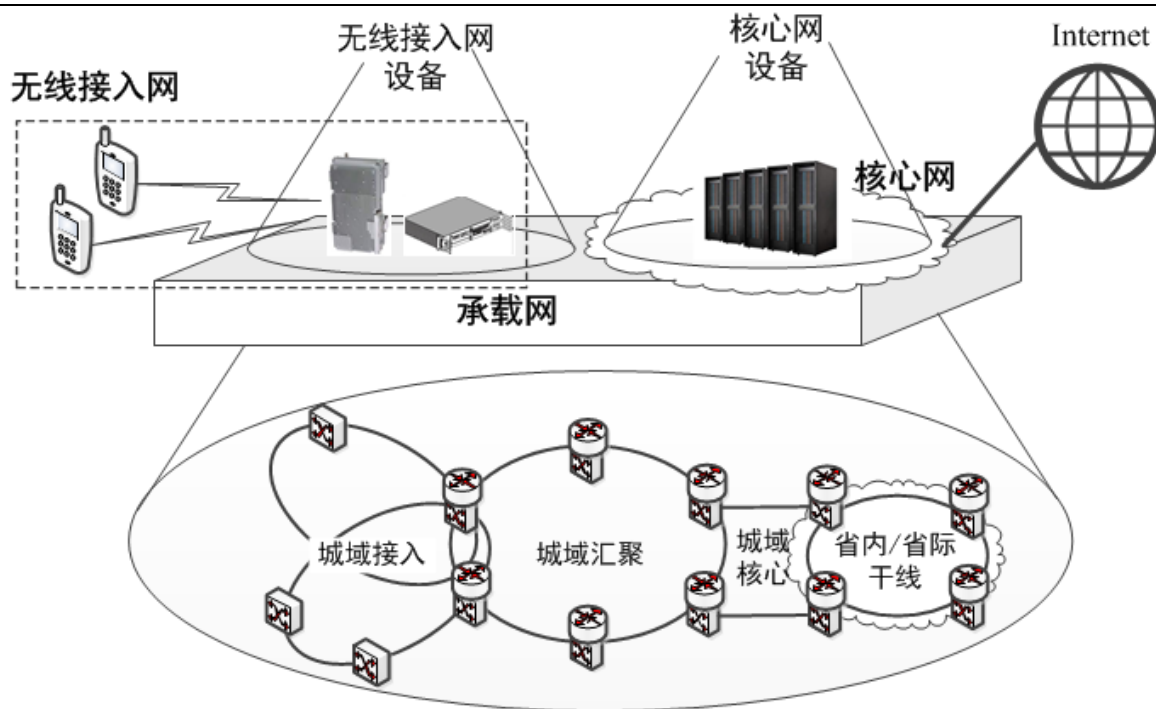 无线接入网
设备
核心网
设备
Internet
无线接入网
核心网
承载网
城域接入
城域汇聚
城域
核心
省内/省际
干线